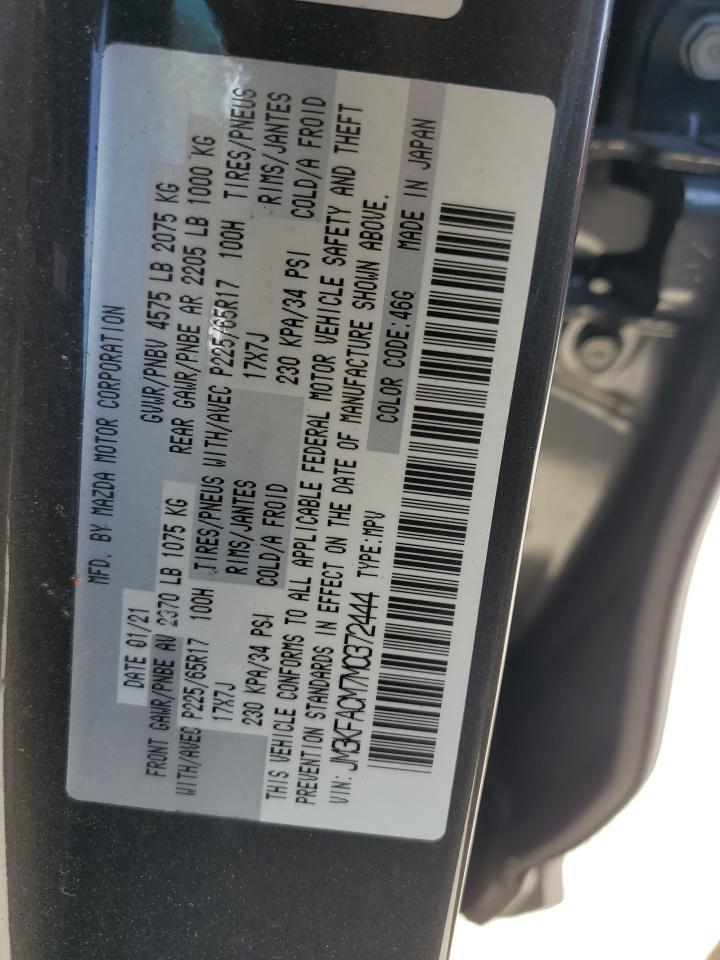 MFD. BY MAZDA MOTOR CORPORATION
DATE 01/21 GVWR/PNBV 4575 LB 2075 KG
FRONT GAWR/PNBE AV 2370 LB 1075 KG REAR GAWR/PNBE AR 2205 LB 1000 KG
WITH/AVEC P225/65R17 100H TIRES/PNEUS WITH/AVEC P225/65R17 100H TIRES/PNEUS
17X7J RIMS/JANTES 17X7J RIMS/JANTES
230 KPA/34 PSI COLD/A FROID 230 KPA/34 PSI COLD/A FROID
THIS VEHICLE CONFORMS TO ALL APPLICABLE FEDERAL MOTOR VEHICLE SAFETY AND THEFT
PREVENTION STANDARDS IN EFFECT ON THE DATE OF MANUFACTURE SHOWN ABOVE.
VIN: JM3KFACM7M0372444 TYPE:MPV COLOR CODE:46G MADE IN JAPAN